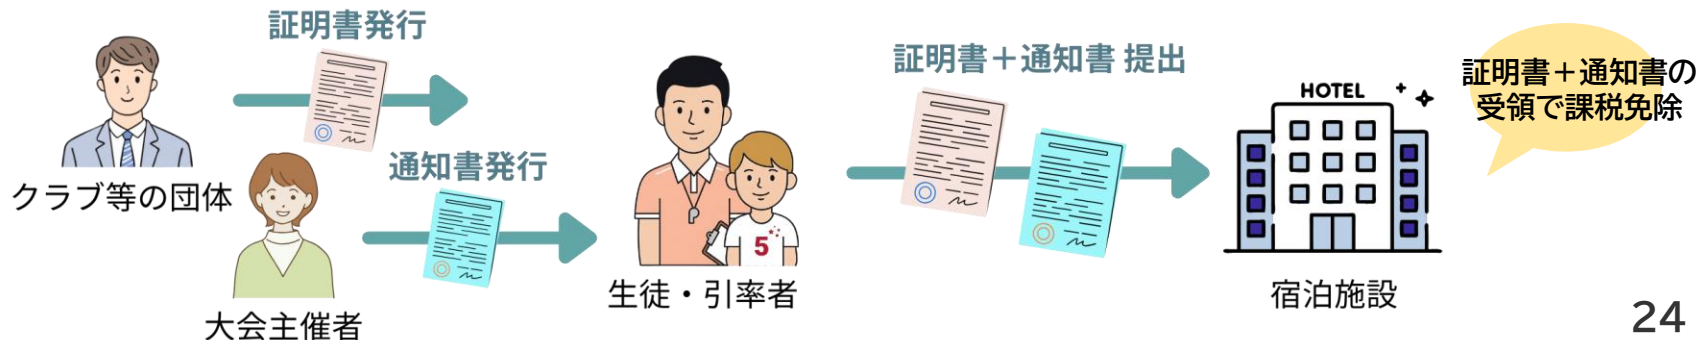 証明書発行
クラブ等の団体
通知書発行
大会主催者
5
生徒・引率者
証明書＋通知書 提出
HOTEL
宿泊施設
証明書＋通知書の
受領で課税免除
24